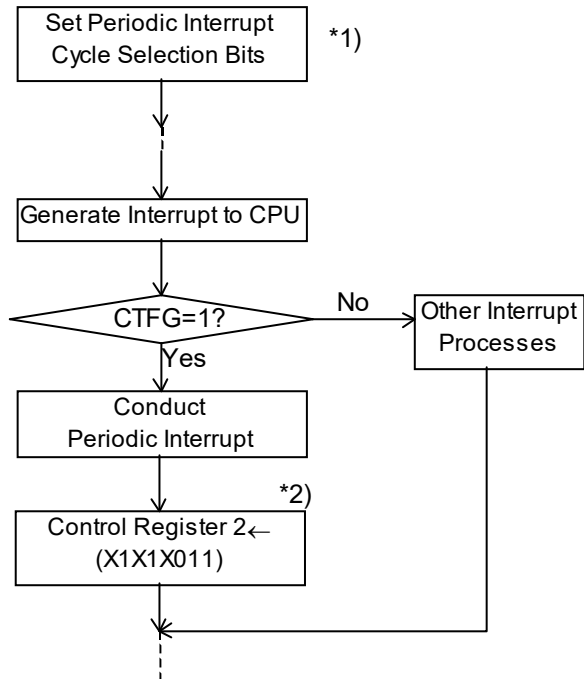 Set Periodic Interrupt
Cycle Selection Bits
*1)
Generate Interrupt to CPU
CTFG=1?
No
Other Interrupt
Processes
Yes
Conduct
Periodic Interrupt
*2)
Control Register 2←
(X1X1X011)